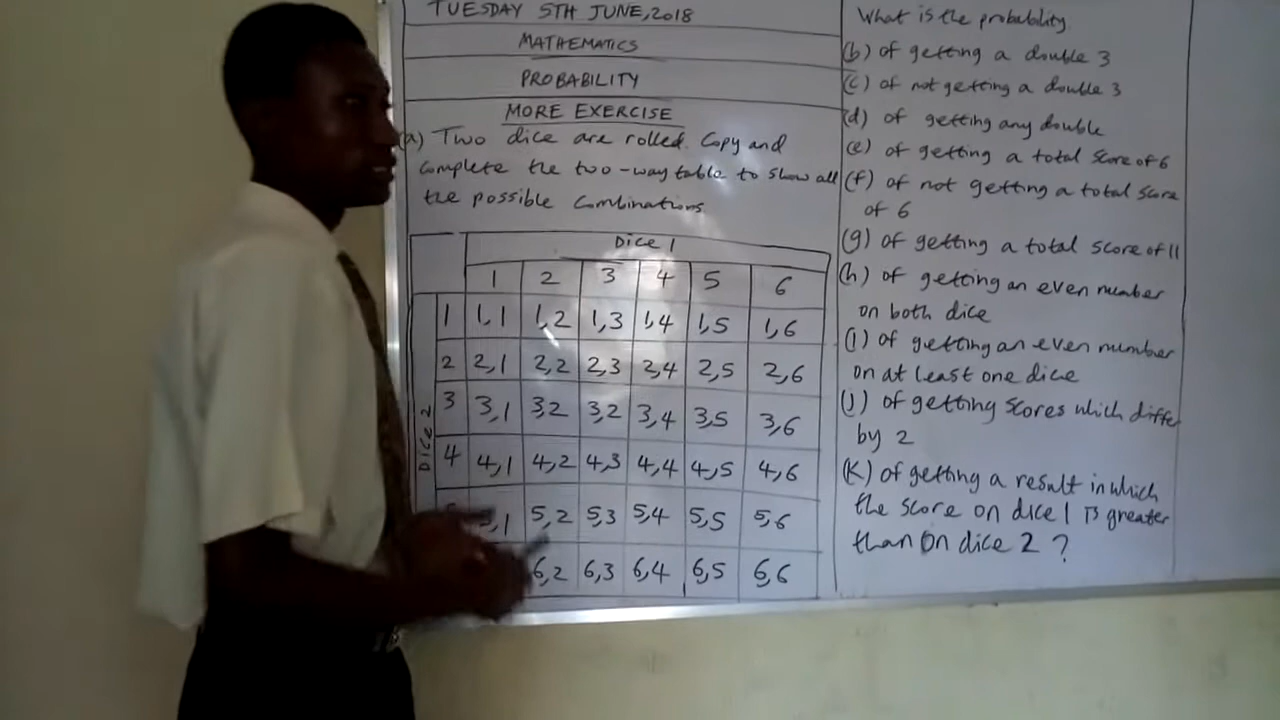 TUESDAY 5TH JUNE, 2018
MATHEMATICS
PROBABILITY
MORE EXERCISE
a) Two dice are rolled. Copy and
complete the two-way table to show all
the possible combinations
Dice 1
1 2 3 4 5 6
Dice 2
1 1,1 1,2 1,3 1,4 1,5 1,6
2 2,1 2,2 2,3 2,4 2,5 2,6
3 3,1 3,2 3,2 3,4 3,5 3,6
4 4,1 4,2 4,3 4,4 4,5 4,6
,1 5,2 5,3 5,4 5,5 5,6
6,2 6,3 6,4 6,5 6,6
What is the probability.
(b) of getting a double 3
(c) of not getting a double 3
(d) of getting any double
(e) of getting a total score of 6
(f) of not getting a total score
of 6
(g) of getting a total score of 11
(h) of getting an even number
on both dice
(i) of getting an even number
on at least one dice
(J) of getting scores which diffe
by 2
(K) of getting a result in which
the score on dice 1 is greater
than on dice 2 ?